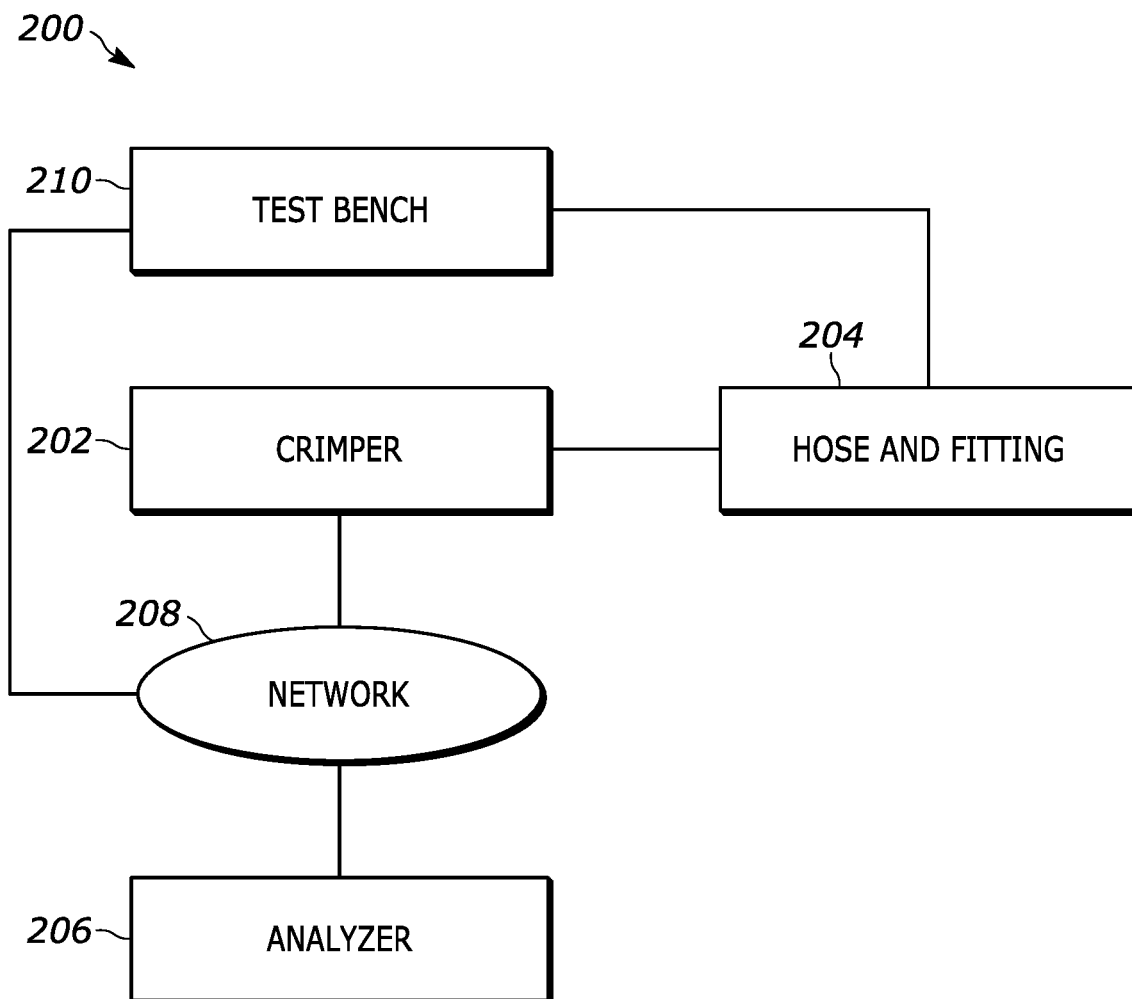 200
210
TEST BENCH
204
202
CRIMPER
HOSE AND FITTING
208
NETWORK
206
ANALYZER